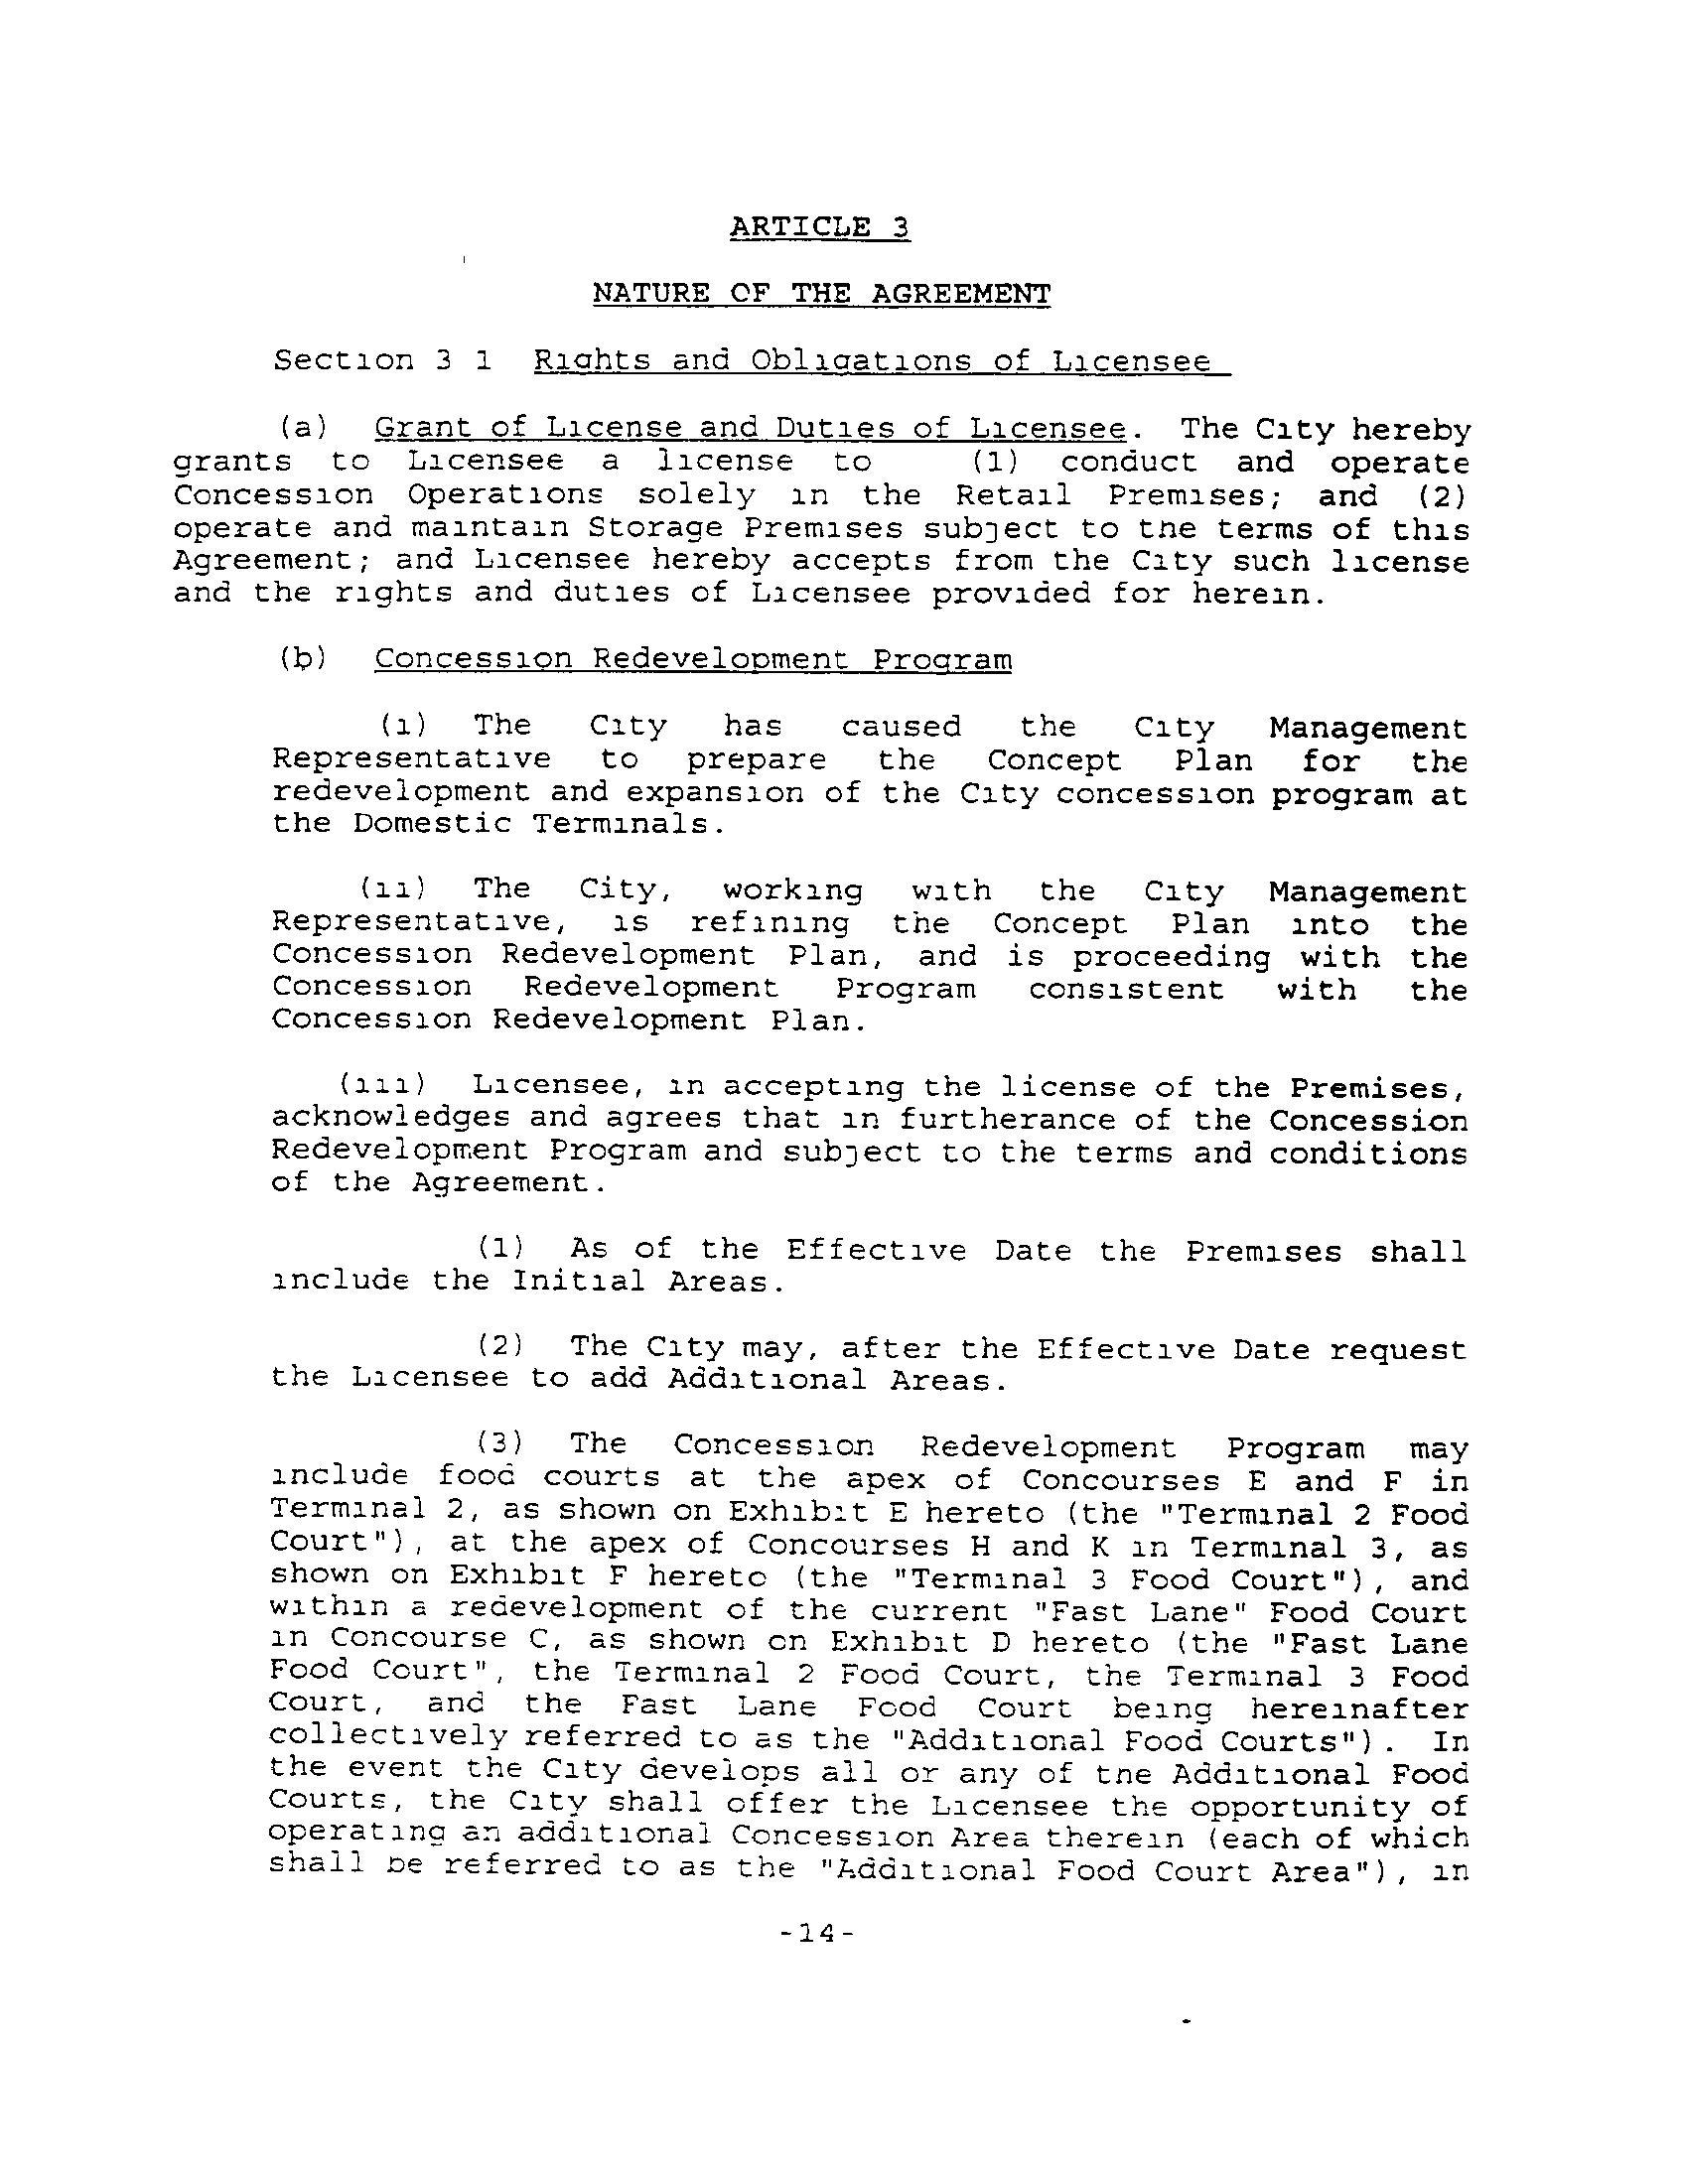 ARTICLE 3
NATURE OF THE AGREEMENT
Section 3 1 Rights and Obligations of Licensee
(a) Grant of License and Duties of Licensee. The City hereby
grants to Licensee a license to (1) conduct and operate
Concession Operations solely in the Retail Premises; and (2)
operate and maintain Storage Premises subject to the terms of this
Agreement; and Licensee hereby accepts from the City such license
and the rights and duties of Licensee provided for herein.
(b) Concession Redevelopment Program
(i) The City has caused the City Management
Representative to prepare the Concept Plan for the
redevelopment and expansion of the City concession program at
the Domestic Terminals.
(ii) The City, working with the City Management
Representative, is refining the Concept Plan into the
Concession Redevelopment Plan, and is proceeding with the
Concession Redevelopment Program consistent with the
Concession Redevelopment Plan.
(iii) Licensee, in accepting the license of the Premises,
acknowledges and agrees that in furtherance of the Concession
Redevelopment Program and subject to the terms and conditions
of the Agreement.
(1) As of the Effective Date the Premises shall
include the Initial Areas.
(2) The City may, after the Effective Date request
the Licensee to add Additional Areas.
(3) The Concession Redevelopment Program may
include food courts at the apex of Concourses E and F in
Terminal 2, as shown on Exhibit E hereto (the "Terminal 2 Food
Court"), at the apex of Concourses H and K in Terminal 3, as
shown on Exhibit F hereto (the "Terminal 3 Food Court"), and
within a redevelopment of the current "Fast Lane" Food Court
in Concourse C, as shown on Exhibit D hereto (the "Fast Lane
Food Court", the Terminal 2 Food Court, the Terminal 3 Food
Court, and the Fast Lane Food Court being hereinafter
collectively referred to as the "Additional Food Courts"). In
the event the City develops all or any of the Additional Food
Courts, the City shall offer the Licensee the opportunity of
operating an additional Concession Area therein (each of which
shall be referred to as the "Additional Food Court Area"), in
-14-